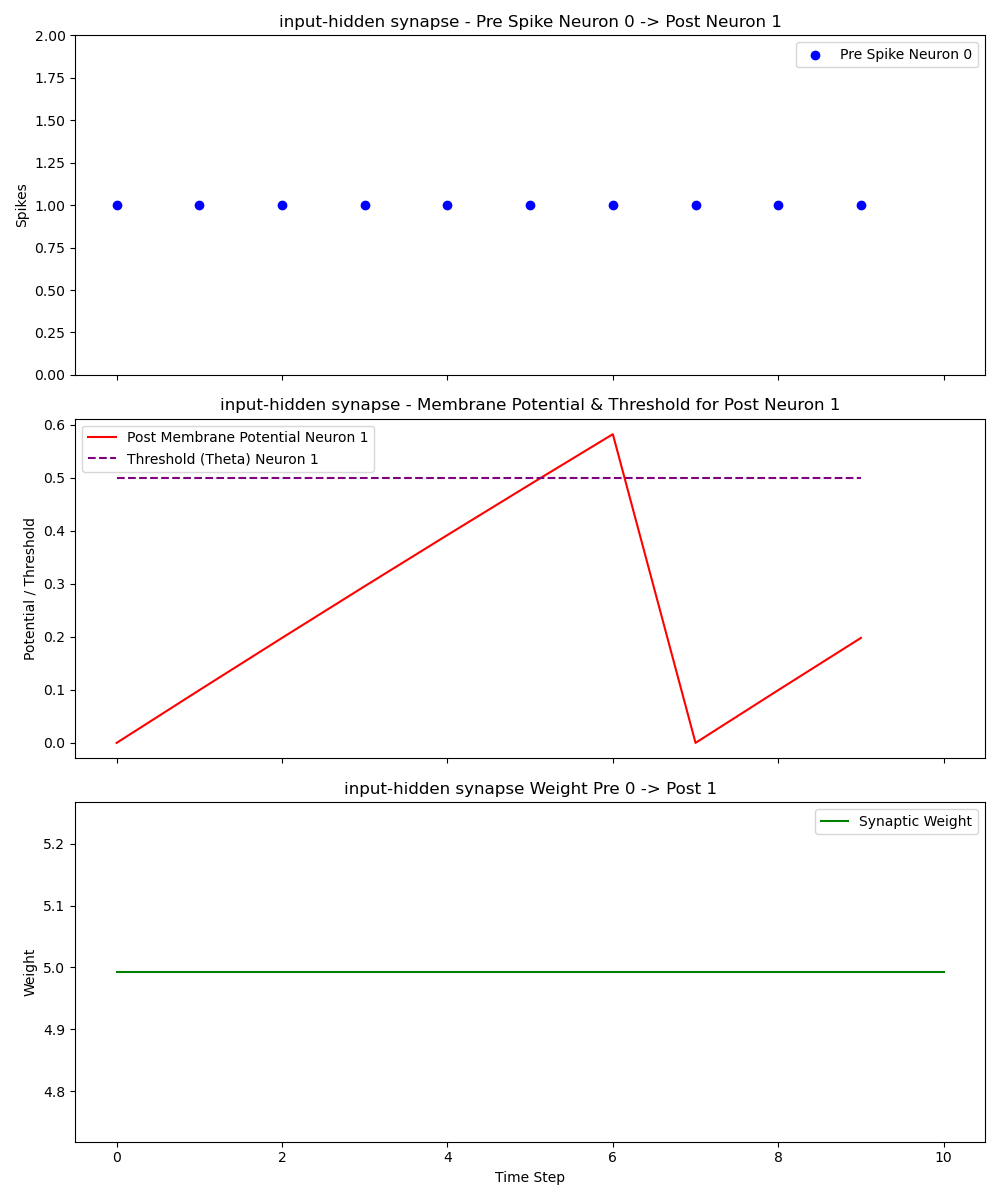 input-hidden synapse - Pre Spike Neuron 0 -> Post Neuron 1
2.00
1.75
1.50
1.25
1.00
0.75
0.50
0.25
0.00
Spikes
Pre Spike Neuron 0
input-hidden synapse - Membrane Potential & Threshold for Post Neuron 1
0.6
0.5
0.4
0.3
0.2
0.1
0.0
Potential / Threshold
Post Membrane Potential Neuron 1
Threshold (Theta) Neuron 1
input-hidden synapse Weight Pre 0 -> Post 1
5.2
5.1
5.0
4.9
4.8
Weight
Synaptic Weight
0 2 4 6 8 10
Time Step